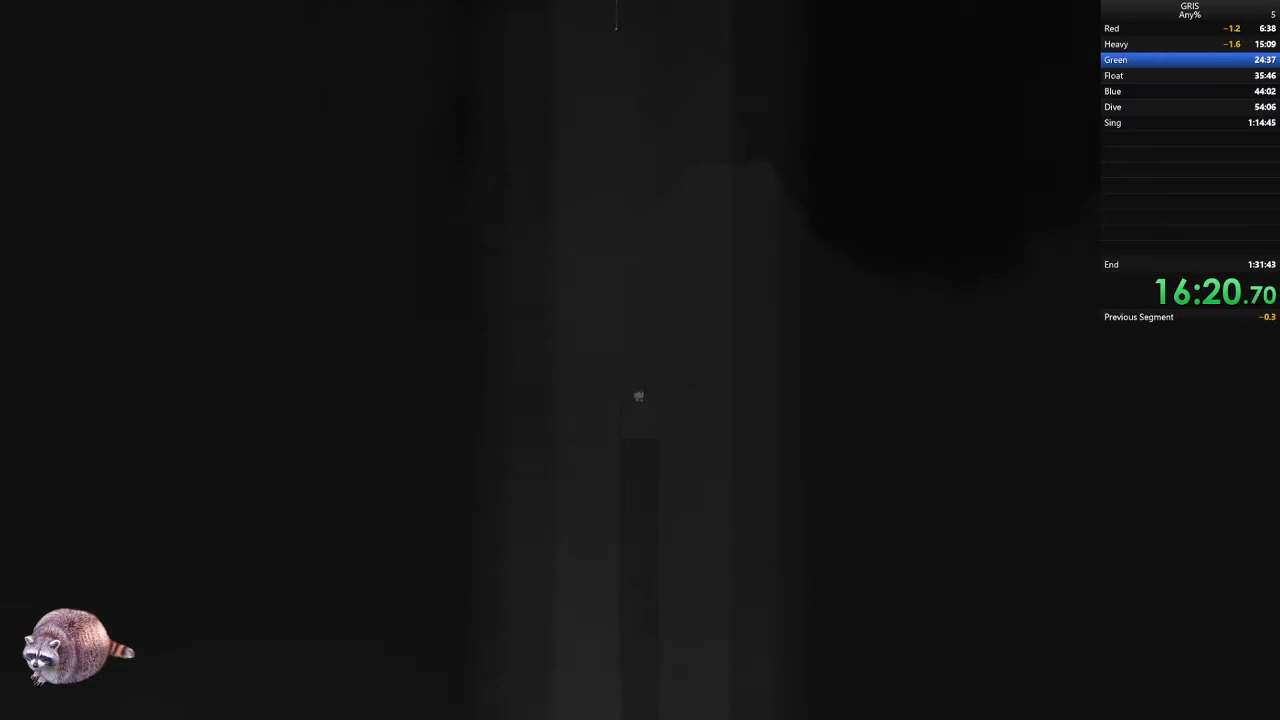 GRIS
Any% 5
Red −1.2 6:38
Heavy −1.6 15:09
Green 24:37
Float 35:46
Blue 44:02
Dive 54:06
Sing 1:14:45
End 1:31:43
16:20.70
Previous Segment −0.3